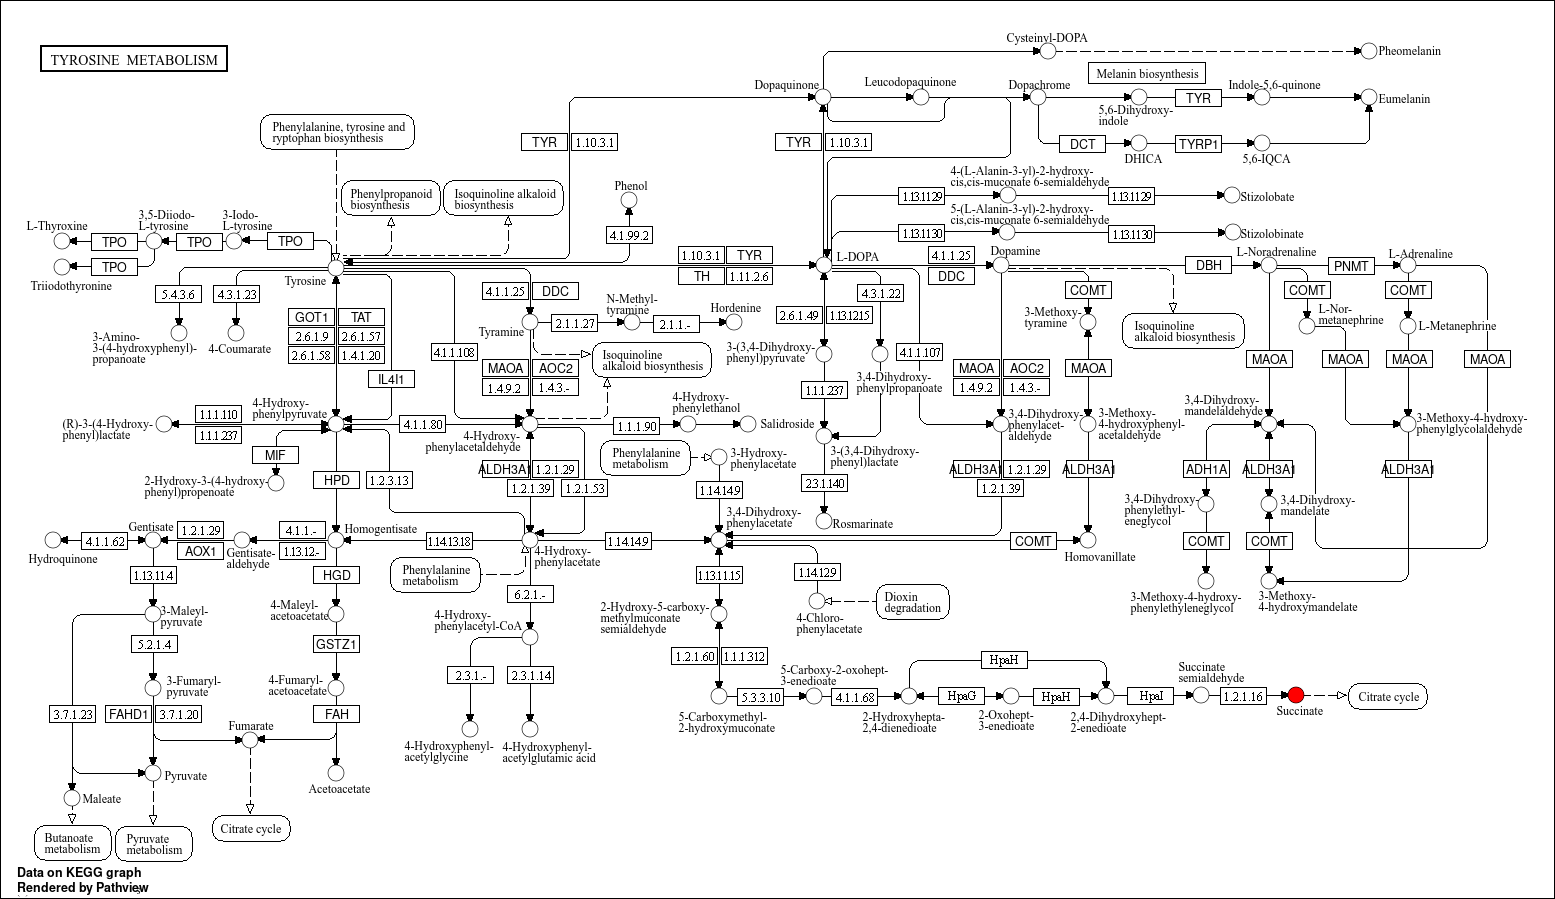 TYROSINE METABOLISM
Cysteinyl-DOPA
Pheomelanin
Melanin biosynthesis
Dopaquinone
Leucodopaquinone
Dopachrome
Indole-5,6-quinone
TYR
Eumelanin
5,6-Dihydroxy-
indole
Phenylalanine, tyrosine and
ryptophan biosynthesis
TYR
1.10.3.1
TYR
1.10.3.1
DCT
TYRP1
DHICA
5,6-IQCA
Phenylpropanoid
biosynthesis
Isoquinoline alkaloid
biosynthesis
Phenol
4-(L-Alanin-3-yl)-2-hydroxy-
cis,cis-muconate 6-semialdehyde
1.13.11.29
1.13.11.29
Stizolobate
5-(L-Alanin-3-yl)-2-hydroxy-
cis,cis-muconate 6-semialdehyde
1.13.11.30
1.13.11.30
Stizolobinate
L-Thyroxine
3,5-Diiodo-
L-tyrosine
3-Iodo-
L-tyrosine
TPO
TPO
TPO
TPO
Triiodothyronine
4.1.99.2
1.10.3.1
TYR
TH
1.11.2.6
L-DOPA
4.1.1.25
DDC
Dopamine
DBH
L-Noradrenaline
PNMT
L-Adrenaline
Tyrosine
5.4.3.6
4.3.1.23
3-Amino-
3-(4-hydroxyphenyl)-
propanoate
4-Coumarate
GOT1
TAT
2.6.1.9
2.6.1.57
2.6.1.58
1.4.1.20
IL4I1
4.1.1.25
DDC
Tyramine
2.1.1.27
N-Methyl-
tyramine
2.1.1.-
Hordenine
Isoquinoline
alkaloid biosynthesis
4.1.1.108
MAOA
AOC2
1.4.9.2
1.4.3.-
2.6.1.49
1.13.12.15
4.3.1.22
3-(3,4-Dihydroxy-
phenyl)pyruvate
3,4-Dihydroxy-
phenylpropanoate
4.1.1.107
1.1.1.237
MAOA
AOC2
1.4.9.2
1.4.3.-
COMT
3-Methoxy-
tyramine
MAOA
Isoquinoline
alkaloid biosynthesis
COMT
L-Nor-
metanephrine
COMT
L-Metanephrine
MAOA
MAOA
MAOA
MAOA
(R)-3-(4-Hydroxy-
phenyl)lactate
1.1.1.110
1.1.1.237
4-Hydroxy-
phenylpyruvate
4.1.1.80
4-Hydroxy-
phenylacetaldehyde
1.1.1.90
4-Hydroxy-
phenylethanol
Salidroside
3,4-Dihydroxy-
phenylacet-
aldehyde
3-Methoxy-
4-hydroxyphenyl-
acetaldehyde
3,4-Dihydroxy-
mandelaldehyde
3-Methoxy-4-hydroxy-
phenylglycolaldehyde
MIF
2-Hydroxy-3-(4-hydroxy-
phenyl)propenoate
HPD
1.2.3.13
ALDH3A1
1.2.1.29
1.2.1.39
1.2.1.53
Phenylalanine
metabolism
3-Hydroxy-
phenylacetate
1.14.14.9
3-(3,4-Dihydroxy-
phenyl)lactate
2.3.1.140
Rosmarinate
ALDH3A1
1.2.1.29
1.2.1.39
ALDH3A1
ADH1A
ALDH3A1
ALDH3A1
3,4-Dihydroxy-
phenylethyl-
eneglycol
3,4-Dihydroxy-
mandelate
Hydroquinone
4.1.1.62
Gentisate
1.2.1.29
AOX1
Gentisate-
aldehyde
4.1.1.-
1.13.12.-
Homogentisate
1.14.13.18
4-Hydroxy-
phenylacetate
1.14.14.9
3,4-Dihydroxy-
phenylacetate
COMT
Homovanillate
COMT
COMT
3-Methoxy-4-hydroxy-
phenylethyleneglycol
3-Methoxy-
4-hydroxymandelate
1.13.11.4
HGD
Phenylalanine
metabolism
6.2.1.-
1.13.11.15
1.14.12.9
4-Chloro-
phenylacetate
Dioxin
degradation
3-Maleyl-
pyruvate
4-Maleyl-
acetoacetate
4-Hydroxy-
phenylacetyl-CoA
2-Hydroxy-5-carboxy-
methylmuconate
semialdehyde
5.2.1.4
GSTZ1
2.3.1.-
2.3.1.14
1.2.1.60
1.1.1.312
3-Fumaryl-
pyruvate
4-Fumaryl-
acetoacetate
5-Carboxymethyl-
2-hydroxymuconate
5.3.3.10
5-Carboxy-2-oxohept-
3-enedioate
4.1.1.68
2-Hydroxyhepta-
2,4-dienedioate
HpaH
HpaG
2-Oxohept-
3-enedioate
HpaH
2,4-Dihydroxyhept-
2-enedioate
HpaI
Succinate
semialdehyde
1.2.1.16
Succinate
Citrate cycle
3.7.1.23
FAHD1
3.7.1.20
Fumarate
FAH
4-Hydroxyphenyl-
acetylglycine
4-Hydroxyphenyl-
acetylglutamic acid
Pyruvate
Acetoacetate
Maleate
Butanoate
metabolism
Pyruvate
metabolism
Citrate cycle
Data on KEGG graph
Rendered by Pathview